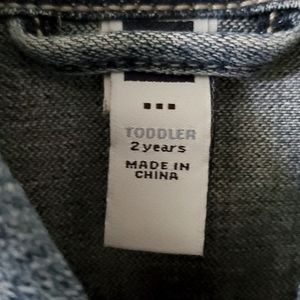 TODDLER
2 years
MADE IN
CHINA